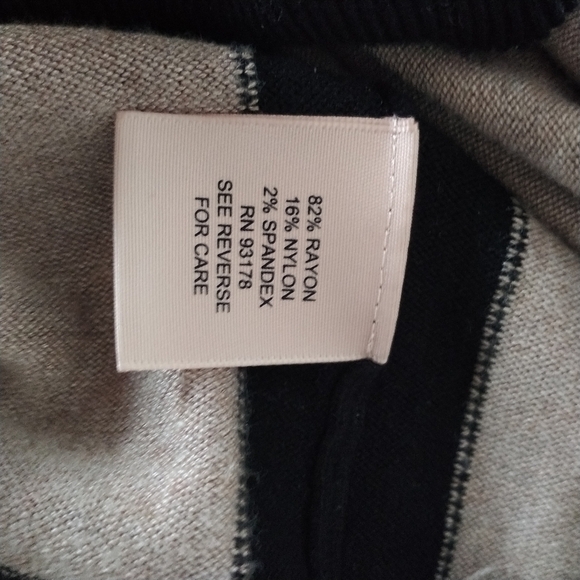 82% RAYON
16% NYLON
2% SPANDEX
RN 93178
SEE REVERSE
FOR CARE